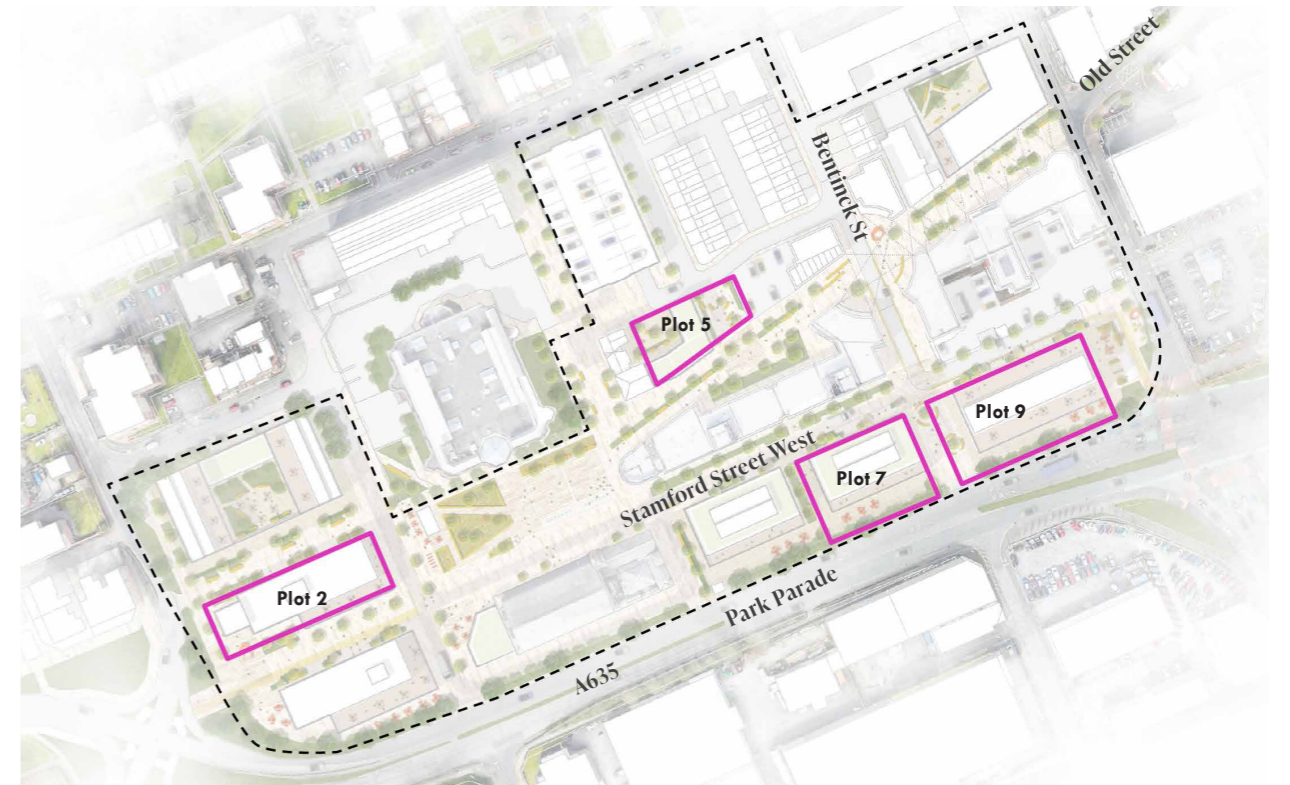 Old Street
Bentinck St
Plot 5
Plot 9
Stamford Street West
Plot 7
Park Parade
Plot 2
A635